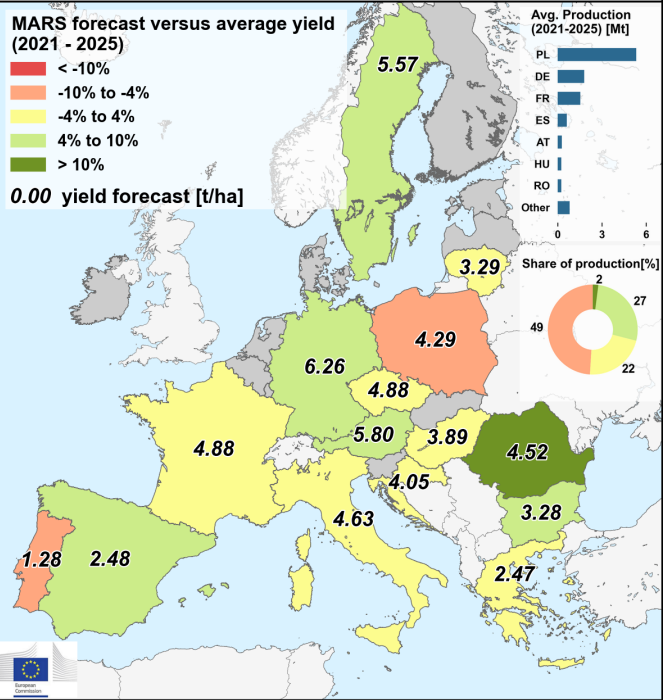 MARS forecast versus average yield
(2021 - 2025)
< -10%
-10% to -4%
-4% to 4%
4% to 10%
> 10%
0.00 yield forecast [t/ha]
Avg. Production
(2021-2025) [Mt]
PL
DE
FR
ES
AT
HU
RO
Other
0 3 6
Share of production[%]
2
27
49
22
5.57
3.29
4.29
6.26
4.88
5.80
3.89
4.52
4.88
4.05
4.63
3.28
1.28
2.48
2.47
European
Commission